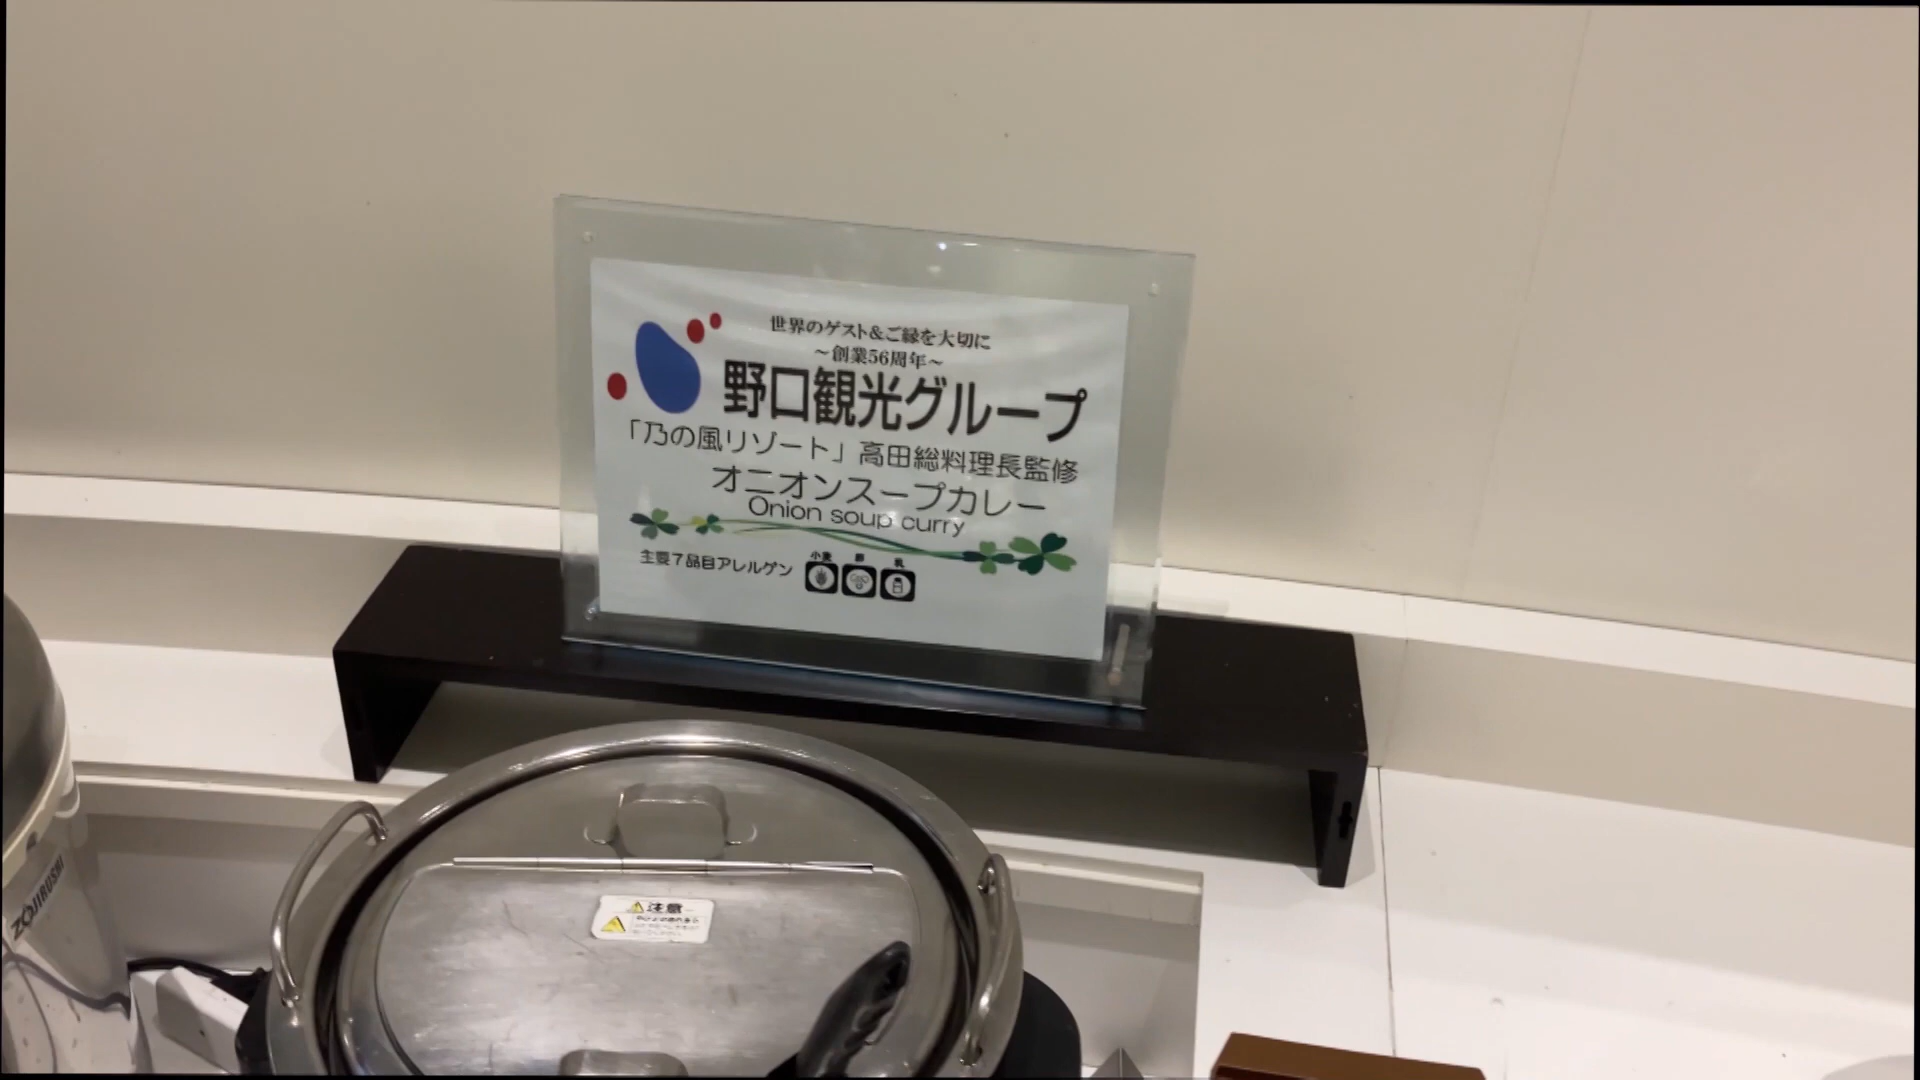 世界のゲスト&ご縁を大切に
～創業56周年～
野口観光グループ
「乃の風リゾート」高田総料理長監修
オニオンスープカレー
Onion soup curry
主要7品目アレルゲン
小麦 卵 乳
ZOJIRUSHI
注意